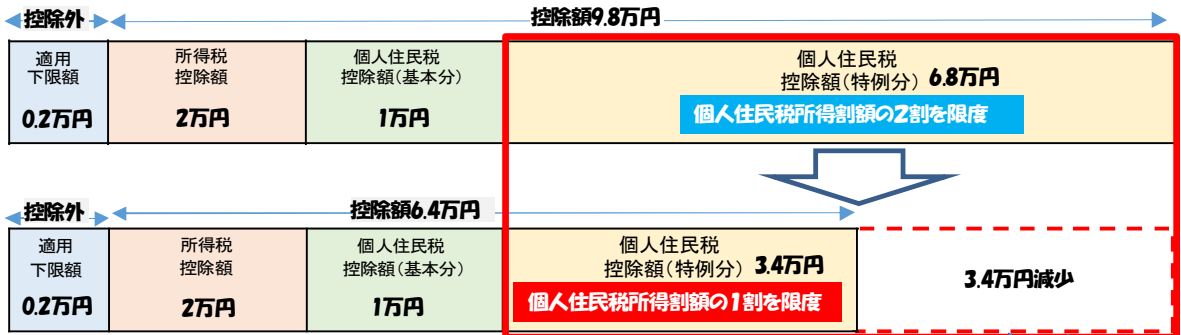 控除外
控除額9.8万円
適用
下限額
0.2万円
所得税
控除額
2万円
個人住民税
控除額(基本分)
1万円
個人住民税
控除額(特例分) 6.8万円
個人住民税所得割額の2割を限度
控除外
控除額6.4万円
適用
下限額
0.2万円
所得税
控除額
2万円
個人住民税
控除額(基本分)
1万円
個人住民税
控除額(特例分) 3.4万円
個人住民税所得割額の1割を限度
3.4万円減少